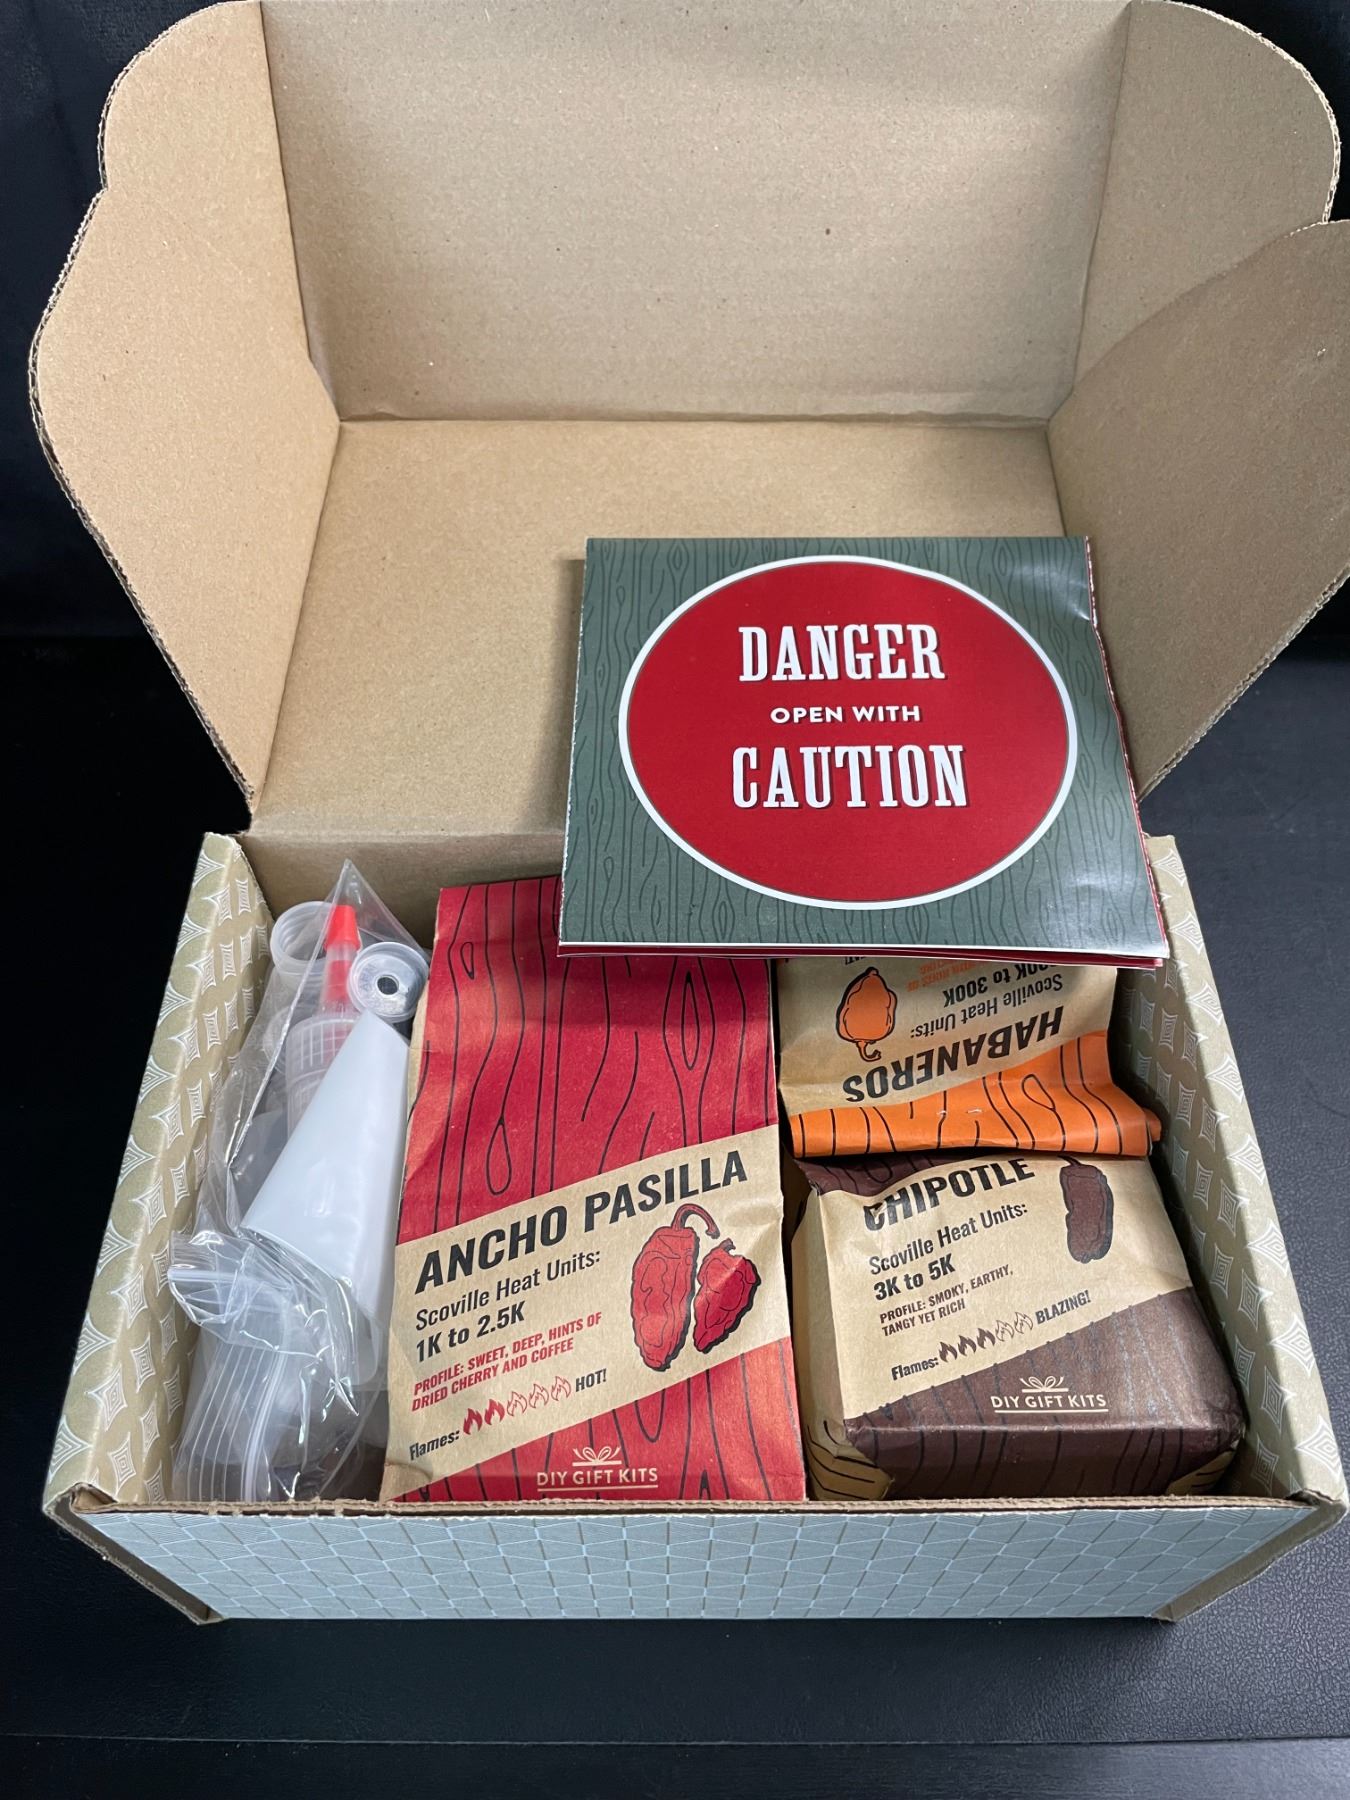 DANGER
OPEN WITH
CAUTION
ANCHO PASILLA
Scoville Heat Units:
1K to 2.5K
PROFILE: SWEET, DEEP, HINTS OF
DRIED CHERRY AND COFFEE
Flames: HOT!
DIY GIFT KITS
HABANEROS
Scoville Heat Units:
to 300K
CHIPOTLE
Scoville Heat Units:
3K to 5K
PROFILE: SMOKY, EARTHY,
TANGY YET RICH
Flames: BLAZING!
DIY GIFT KITS